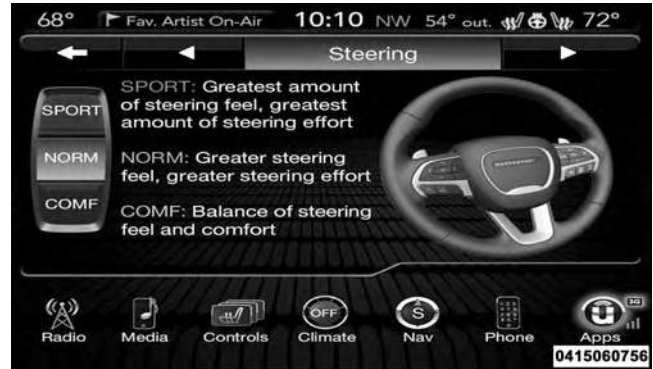 68° Fav. Artist On-Air 10:10 NW 54° out. 72°
Steering
SPORT
NORM
COMF
SPORT: Greatest amount
of steering feel, greatest
amount of steering effort
NORM: Greater steering
feel, greater steering effort
COMF: Balance of steering
feel and comfort
OFF
S
3G
Radio Media Controls Climate Nav Phone Apps
0415060756